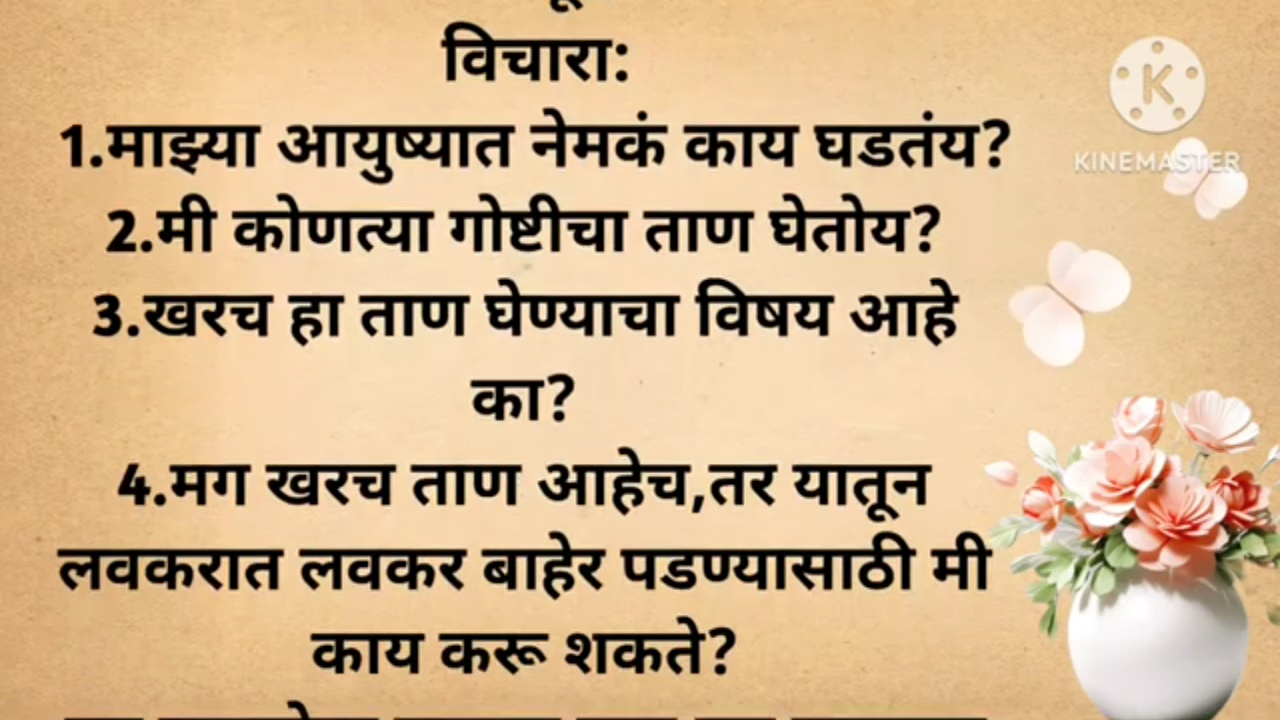 विचारा:
1.माझ्या आयुष्यात नेमकं काय घडतंय?
2.मी कोणत्या गोष्टीचा ताण घेतोय?
3.खरच हा ताण घेण्याचा विषय आहे
का?
4.मग खरच ताण आहेच,तर यातून
लवकरात लवकर बाहेर पडण्यासाठी मी
काय करू शकते?
K
KINEMASTER